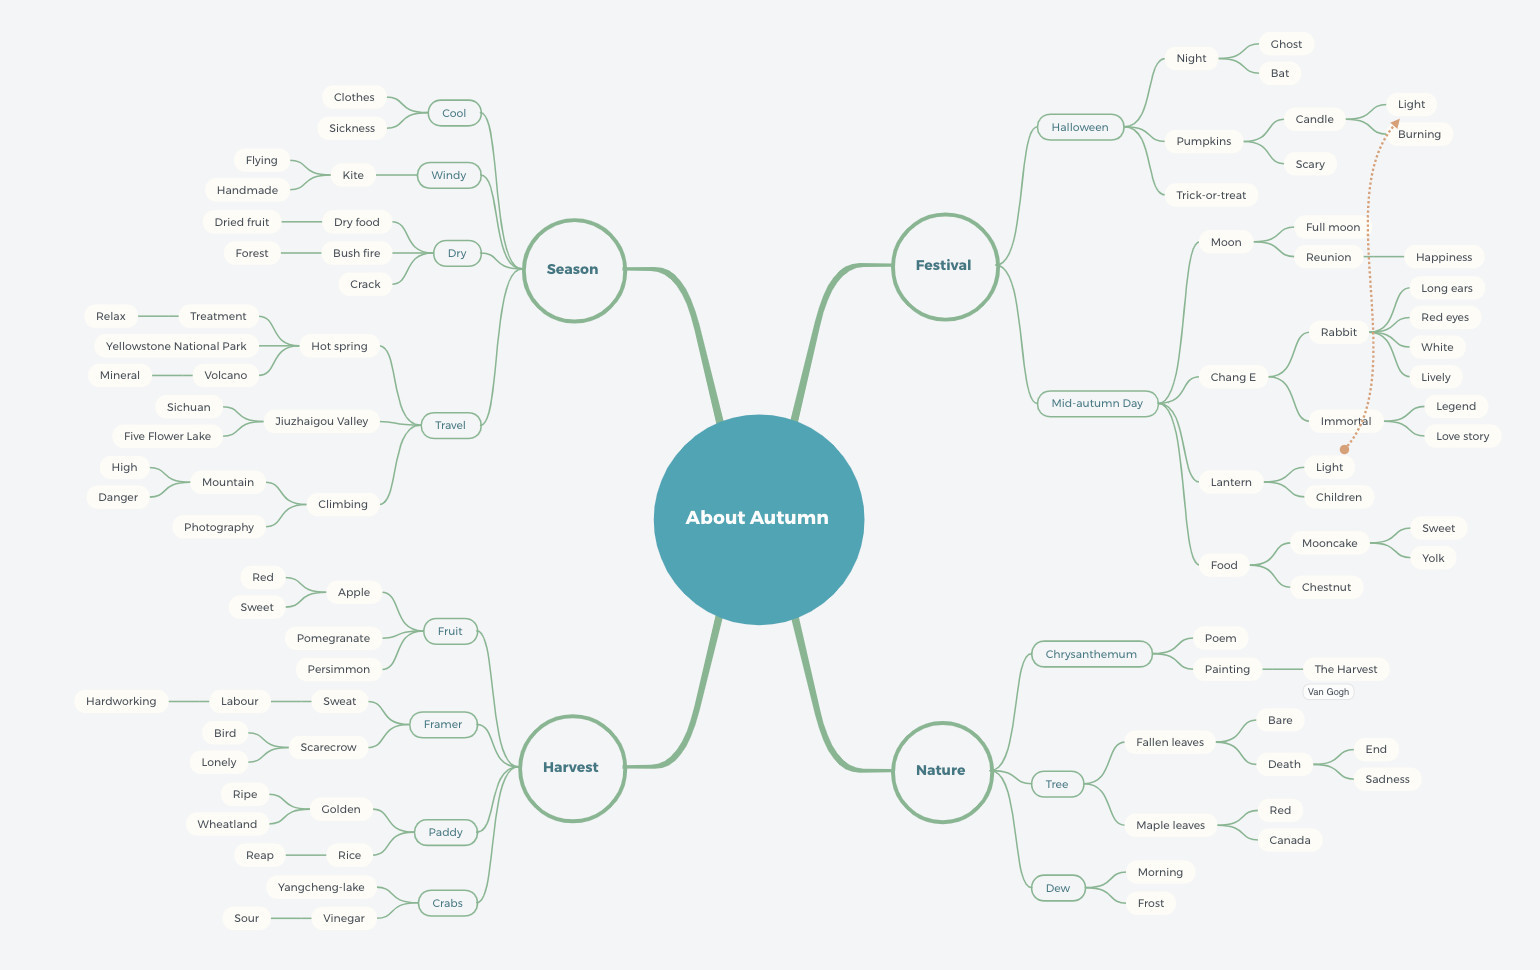 About Autumn
Season
Cool
Clothes
Sickness
Windy
Kite
Flying
Handmade
Dry
Dry food
Dried fruit
Bush fire
Forest
Crack
Travel
Hot spring
Treatment
Relax
Yellowstone National Park
Volcano
Mineral
Jiuzhaigou Valley
Sichuan
Five Flower Lake
Climbing
Mountain
High
Danger
Photography
Harvest
Fruit
Apple
Red
Sweet
Pomegranate
Persimmon
Framer
Sweat
Labour
Hardworking
Scarecrow
Bird
Lonely
Paddy
Golden
Ripe
Wheatland
Rice
Reap
Crabs
Yangcheng-lake
Vinegar
Sour
Festival
Halloween
Night
Ghost
Bat
Pumpkins
Candle
Light
Burning
Scary
Trick-or-treat
Mid-autumn Day
Moon
Full moon
Reunion
Happiness
Chang E
Rabbit
Long ears
Red eyes
White
Lively
Immortal
Legend
Love story
Lantern
Light
Children
Food
Mooncake
Sweet
Yolk
Chestnut
Nature
Chrysanthemum
Poem
Painting
The Harvest
Van Gogh
Tree
Fallen leaves
Bare
Death
End
Sadness
Maple leaves
Red
Canada
Dew
Morning
Frost